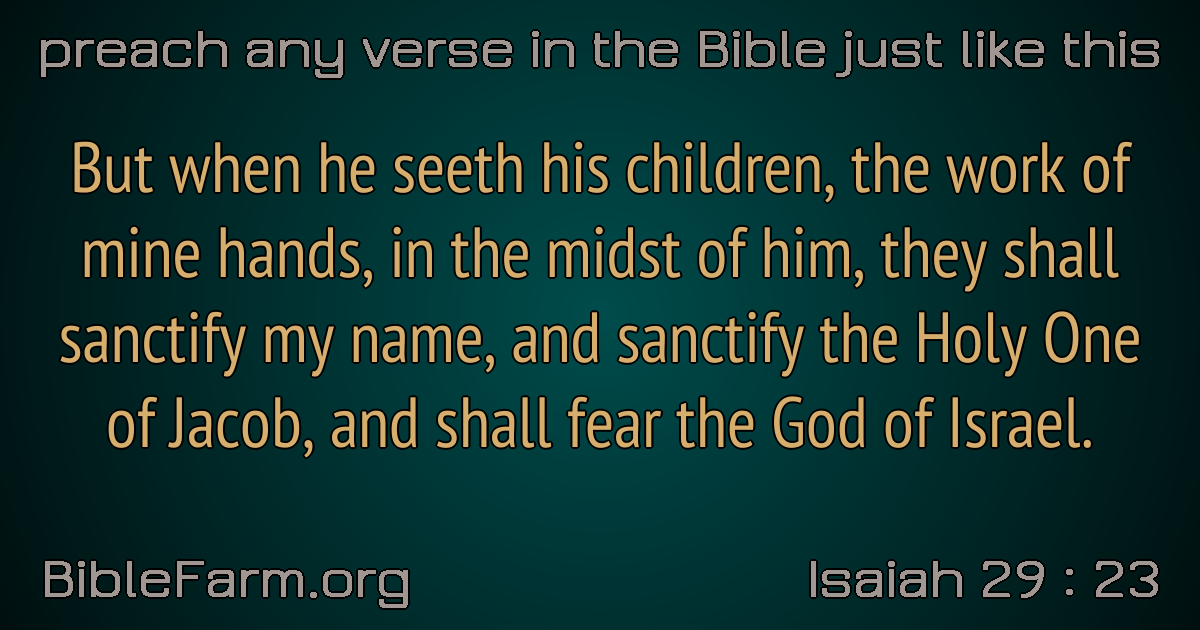 preach any verse in the Bible just like this
But when he seeth his children, the work of
mine hands, in the midst of him, they shall
sanctify my name, and sanctify the Holy One
of Jacob, and shall fear the God of Israel.
BibleFarm.org
Isaiah 29 : 23